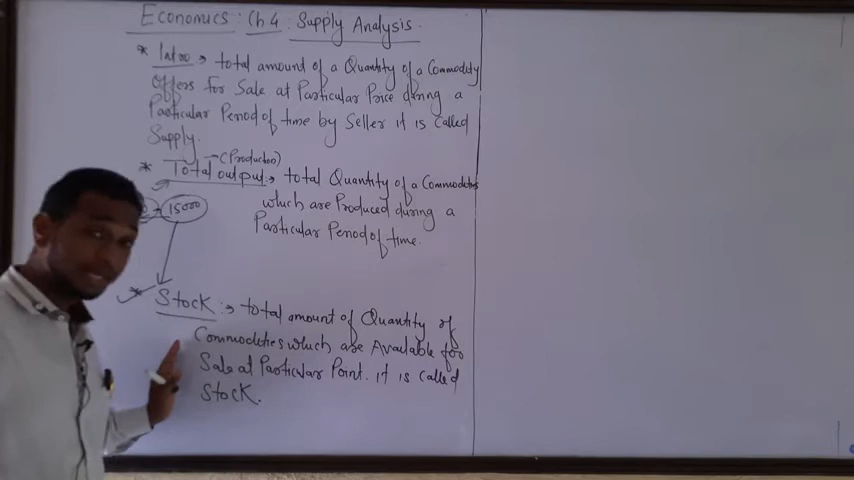 Economics: Ch 4: Supply Analysis.
* Intro → total amount of a Quantity of a Commodity
offers for Sale at Particular Price during a
Particular Period of time by Seller it is Called
Supply.
→ (Production)
* Total output :→ total Quantity of a Commodities
which are Produced during a
Particular Period of time.
15000
* Stock :→ total amount of Quantity of
Commodities which are Available for
Sale at Particular Point. it is called
Stock.